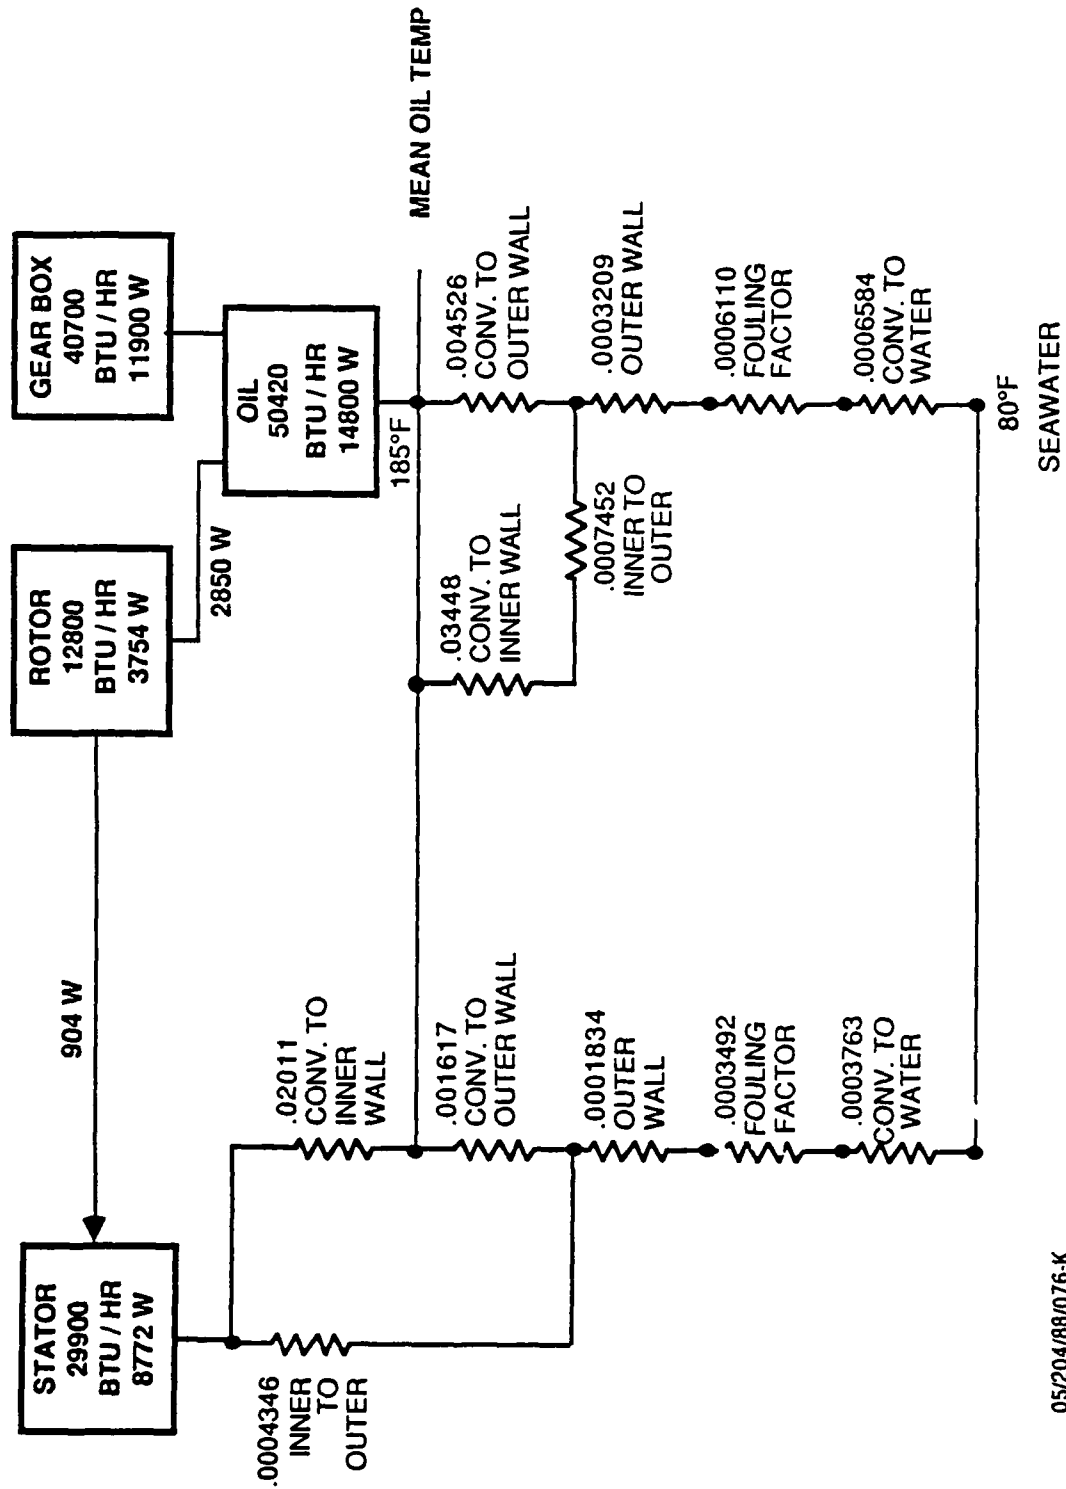 STATOR
29900
BTU / HR
8772 W
904 W
ROTOR
12800
BTU / HR
3754 W
2850 W
GEAR BOX
40700
BTU / HR
11900 W
OIL
50420
BTU / HR
14800 W
185°F
MEAN OIL TEMP
.0004346
INNER
TO
OUTER
.02011
CONV. TO
INNER
WALL
.001617
CONV. TO
OUTER WALL
.0001834
OUTER
WALL
.0003492
FOULING
FACTOR
.0003763
CONV. TO
WATER
.03448
CONV. TO
INNER WALL
.0007452
INNER TO
OUTER
.004526
CONV. TO
OUTER WALL
.0003209
OUTER WALL
.0006110
FOULING
FACTOR
.0006584
CONV. TO
WATER
80°F
SEAWATER
05/204/88/076-K